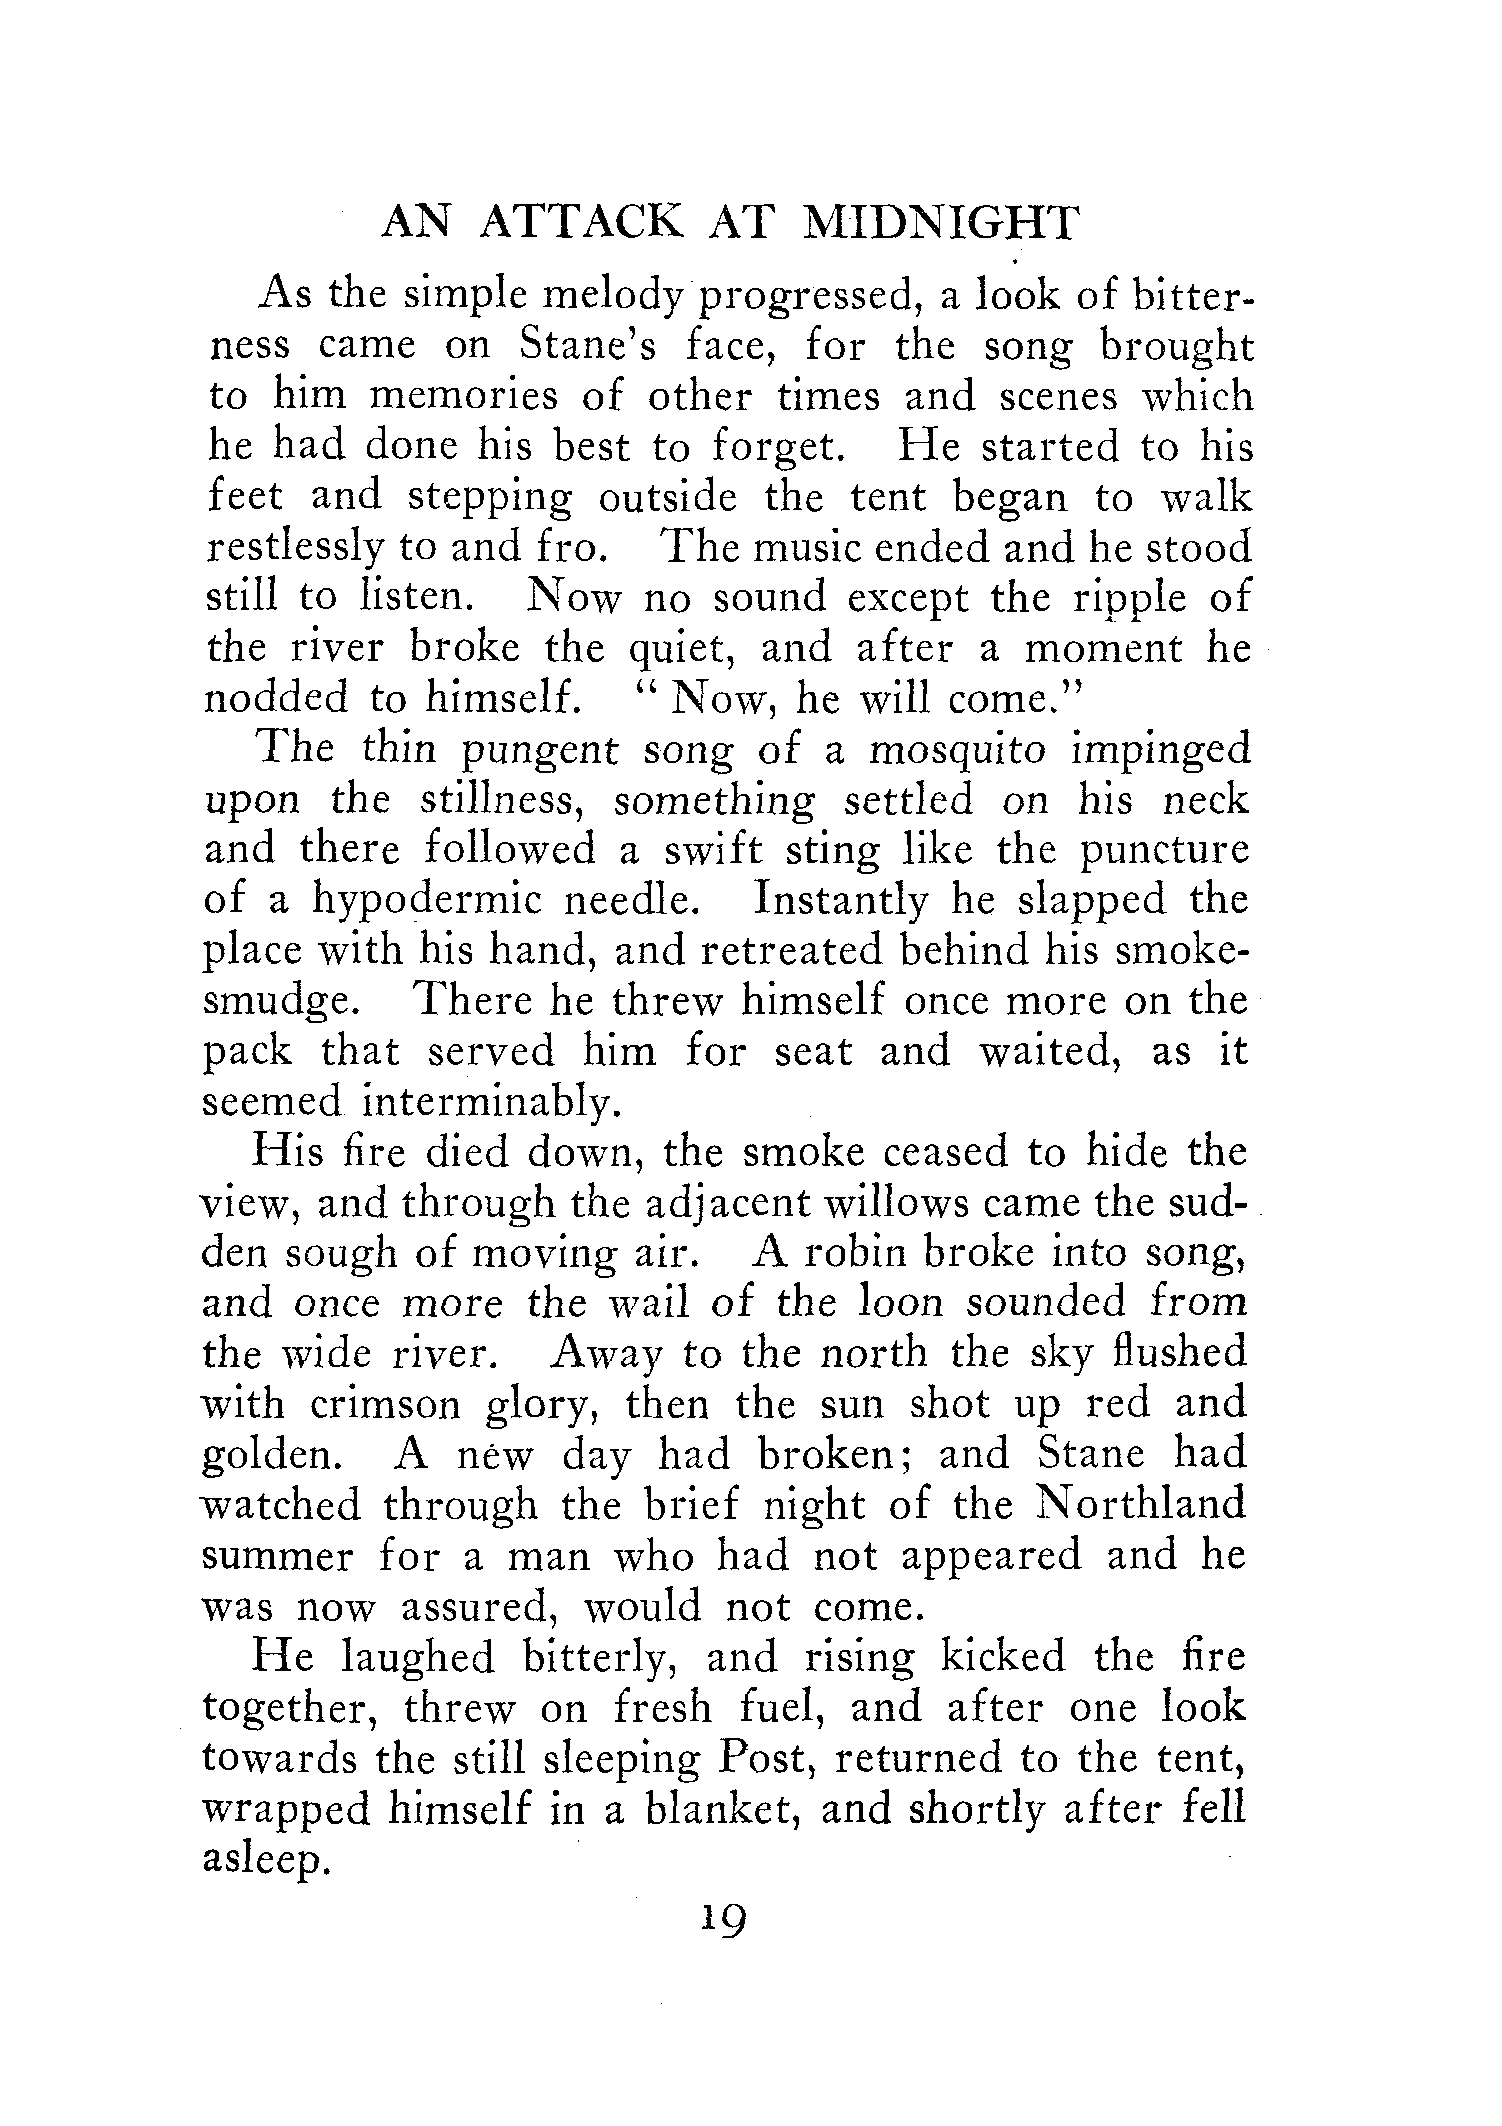 AN ATTACK AT MIDNIGHT
As the simple melody progressed, a look of bitter-
ness came on Stane's face, for the song brought
to him memories of other times and scenes which
he had done his best to forget. He started to his
feet and stepping outside the tent began to walk
restlessly to and fro. The music ended and he stood
still to listen. Now no sound except the ripple of
the river broke the quiet, and after a moment he
nodded to himself. “ Now, he will come.”
The thin pungent song of a mosquito impinged
upon the stillness, something settled on his neck
and there followed a swift sting like the puncture
of a hypodermic needle. Instantly he slapped the
place with his hand, and retreated behind his smoke-
smudge. There he threw himself once more on the
pack that served him for seat and waited, as it
seemed interminably.
His fire died down, the smoke ceased to hide the
view, and through the adjacent willows came the sud-
den sough of moving air. A robin broke into song,
and once more the wail of the loon sounded from
the wide river. Away to the north the sky flushed
with crimson glory, then the sun shot up red and
golden. A new day had broken; and Stane had
watched through the brief night of the Northland
summer for a man who had not appeared and he
was now assured, would not come.
He laughed bitterly, and rising kicked the fire
together, threw on fresh fuel, and after one look
towards the still sleeping Post, returned to the tent,
wrapped himself in a blanket, and shortly after fell
asleep.
19